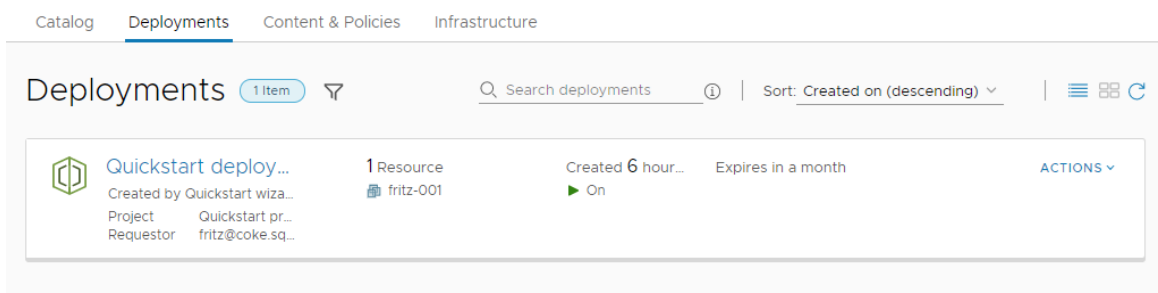 Catalog Deployments Content & Policies Infrastructure
Deployments 1 Item Search deployments Sort: Created on (descending)
Quickstart deploy... 1 Resource Created 6 hour... Expires in a month ACTIONS
Created by Quickstart wiza... fritz-001 On
Project Quickstart pr...
Requestor fritz@coke.sq...